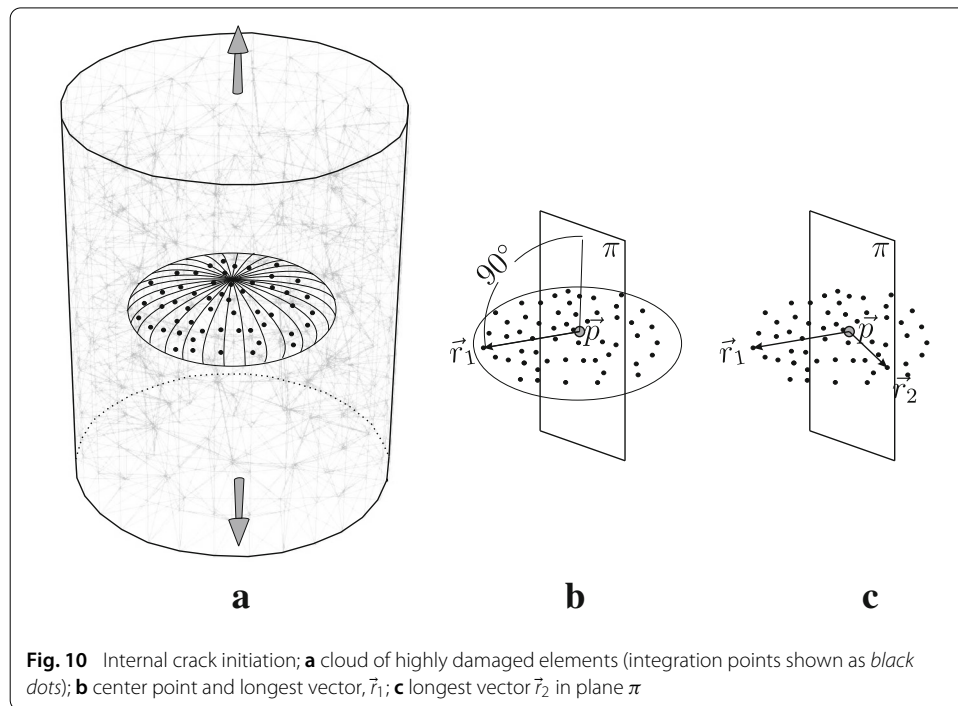 π
90°
p⃗
r⃗₁
π
p⃗
r⃗₁
r⃗₂
a
b
c
Fig. 10 Internal crack initiation; a cloud of highly damaged elements (integration points shown as black
dots); b center point and longest vector, r⃗₁; c longest vector r⃗₂ in plane π